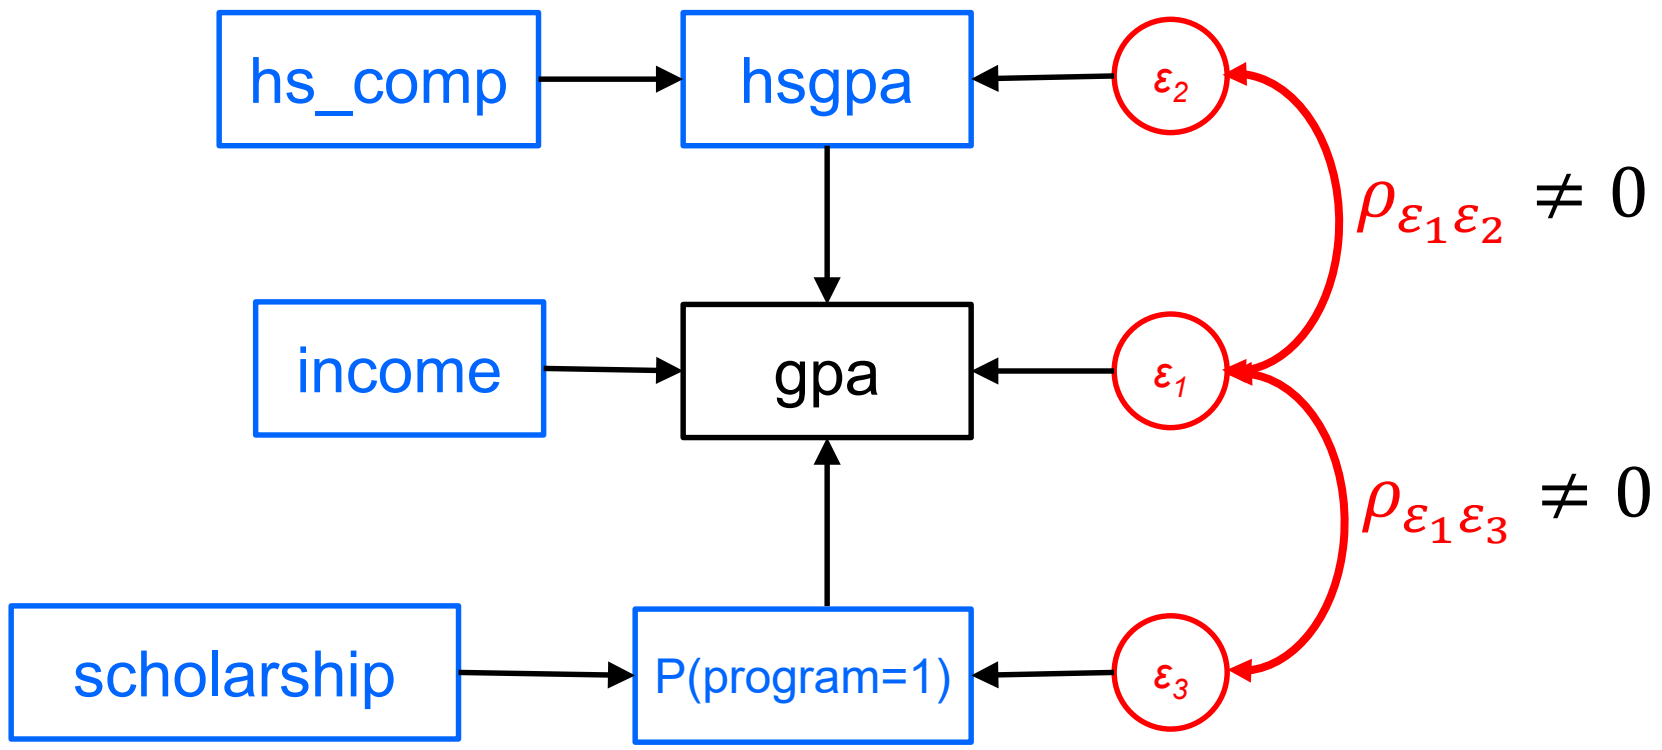 hs_comp
hsgpa
ε2
ρε1ε2 ≠ 0
income
gpa
ε1
ρε1ε3 ≠ 0
scholarship
P(program=1)
ε3